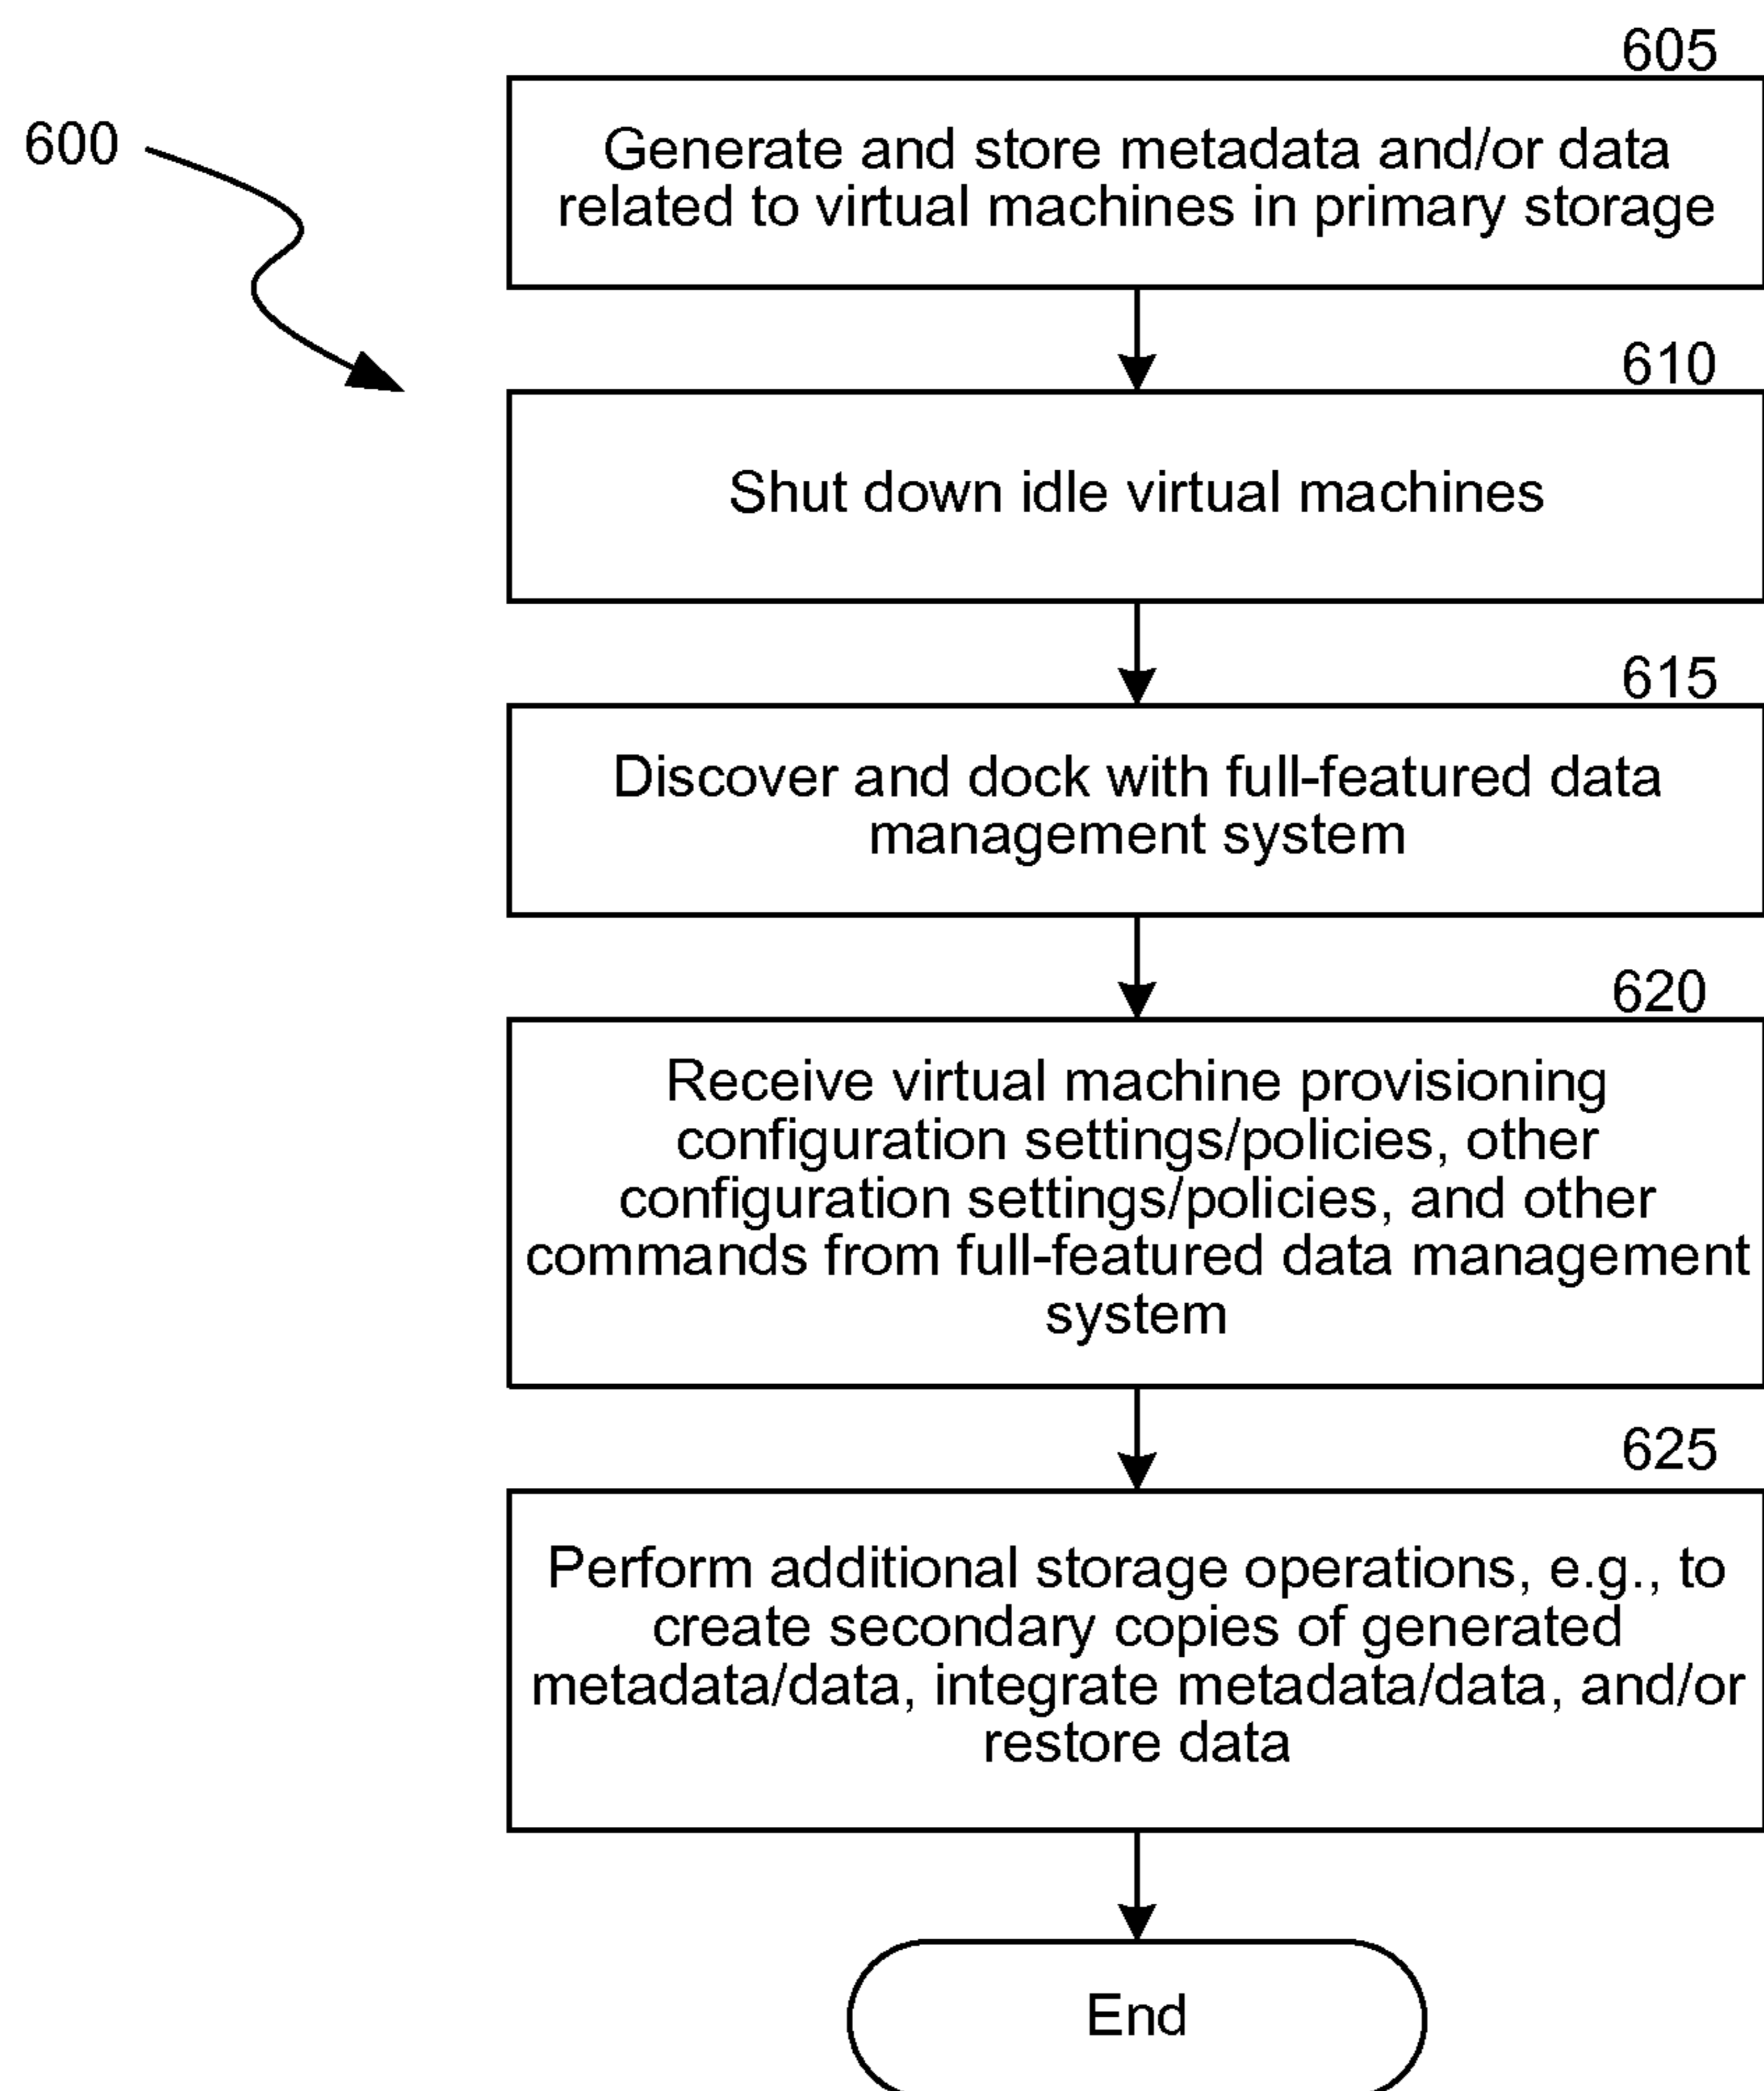 605
600
Generate and store metadata and/or data
related to virtual machines in primary storage
610
Shut down idle virtual machines
615
Discover and dock with full-featured data
management system
620
Receive virtual machine provisioning
configuration settings/policies, other
configuration settings/policies, and other
commands from full-featured data management
system
625
Perform additional storage operations, e.g., to
create secondary copies of generated
metadata/data, integrate metadata/data, and/or
restore data
End